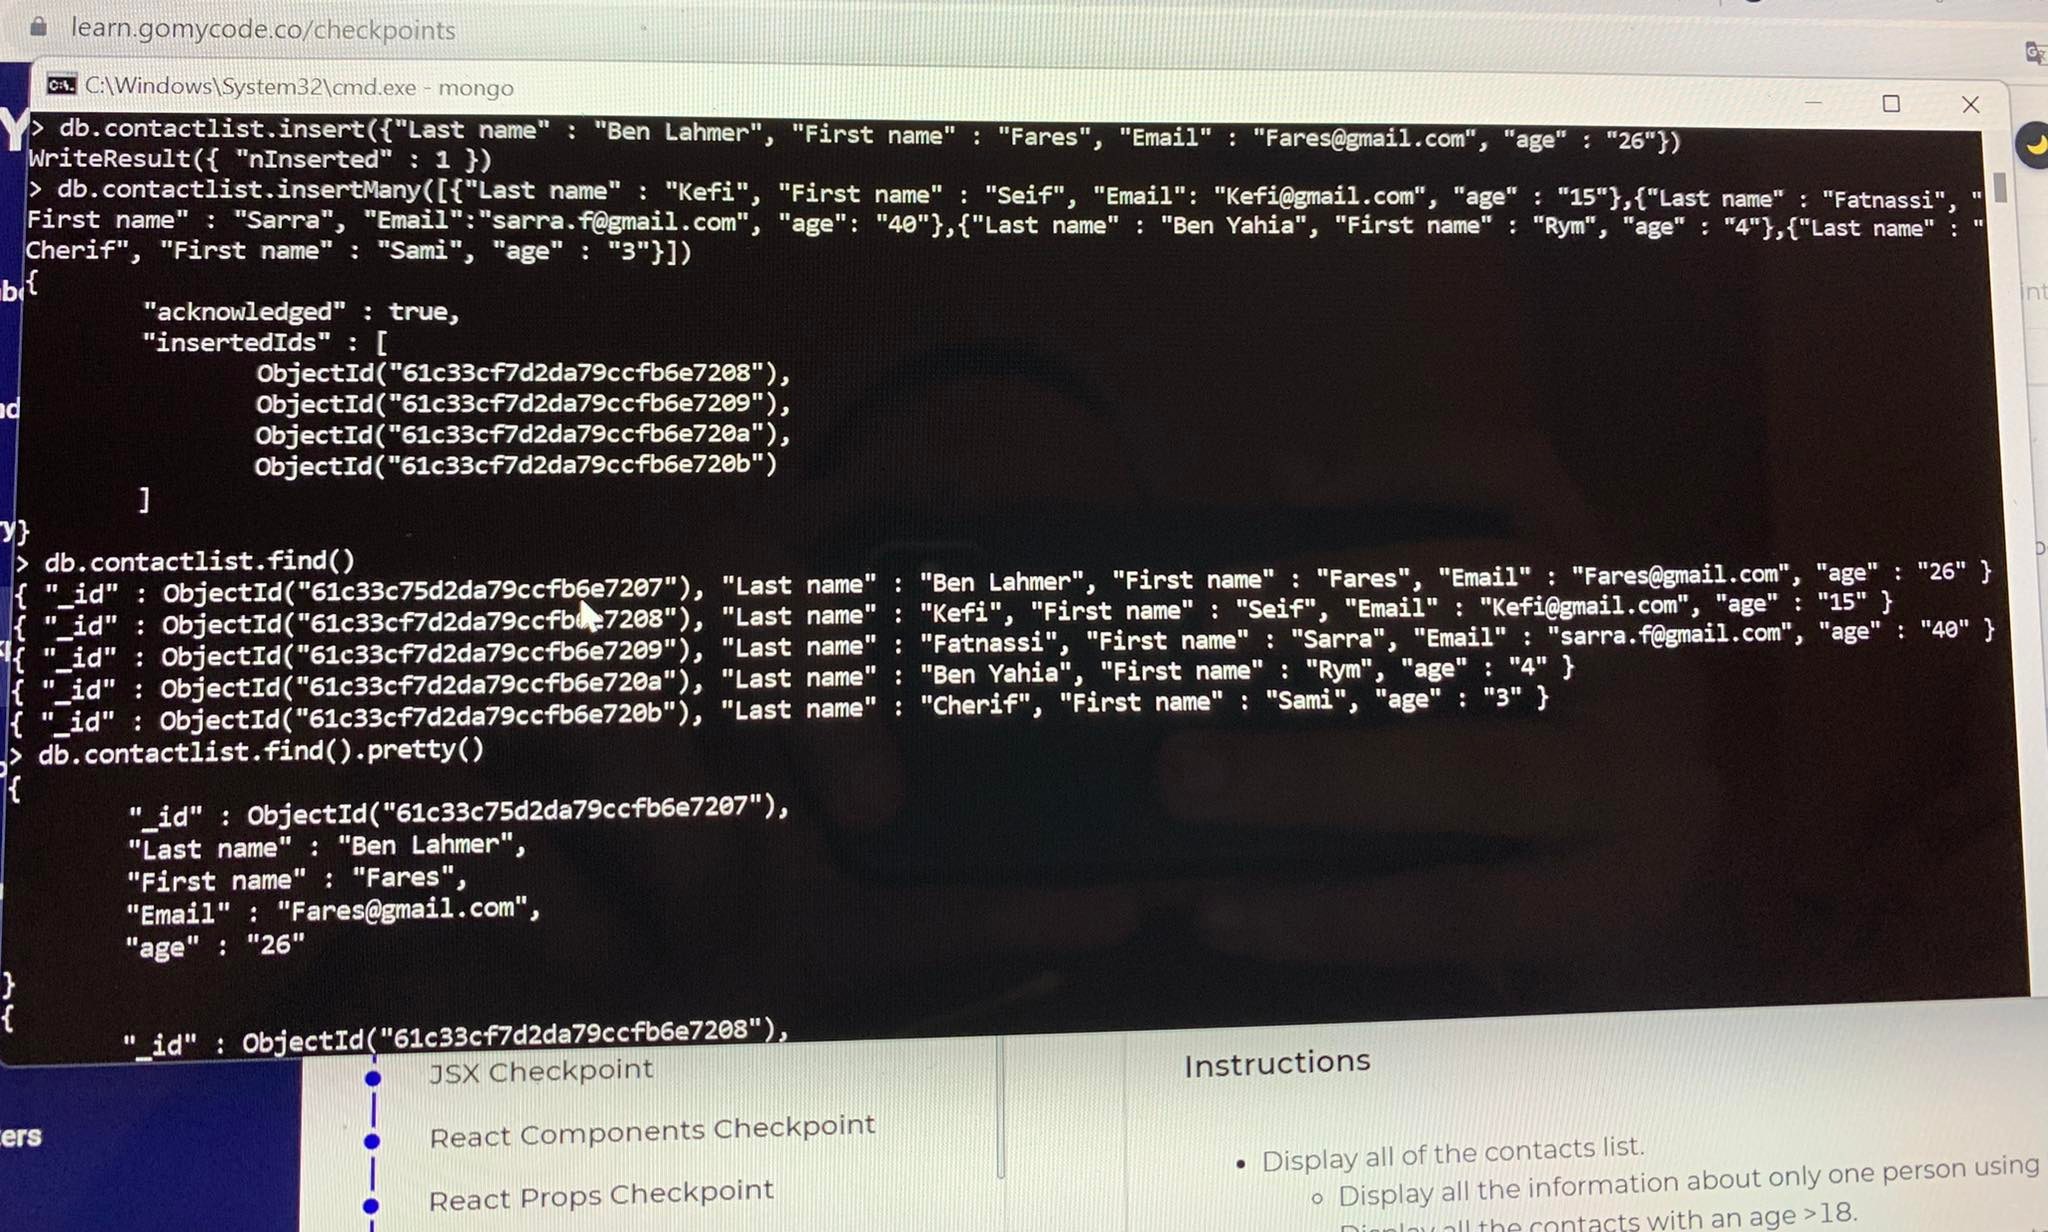 learn.gomycode.co/checkpoints
C:\Windows\System32\cmd.exe - mongo
> db.contactlist.insert({"Last name" : "Ben Lahmer", "First name" : "Fares", "Email" : "Fares@gmail.com", "age" : "26"})
WriteResult({ "nInserted" : 1 })
> db.contactlist.insertMany([{"Last name" : "Kefi", "First name" : "Seif", "Email": "Kefi@gmail.com", "age" : "15"},{"Last name" : "Fatnassi", "
First name" : "Sarra", "Email":"sarra.f@gmail.com", "age": "40"},{"Last name" : "Ben Yahia", "First name" : "Rym", "age" : "4"},{"Last name" : "
Cherif", "First name" : "Sami", "age" : "3"}])
{
"acknowledged" : true,
"insertedIds" : [
ObjectId("61c33cf7d2da79ccfb6e7208"),
ObjectId("61c33cf7d2da79ccfb6e7209"),
ObjectId("61c33cf7d2da79ccfb6e720a"),
ObjectId("61c33cf7d2da79ccfb6e720b")
]
}
> db.contactlist.find()
{ "_id" : ObjectId("61c33c75d2da79ccfb6e7207"), "Last name" : "Ben Lahmer", "First name" : "Fares", "Email" : "Fares@gmail.com", "age" : "26" }
{ "_id" : ObjectId("61c33cf7d2da79ccfb6e7208"), "Last name" : "Kefi", "First name" : "Seif", "Email" : "Kefi@gmail.com", "age" : "15" }
{ "_id" : ObjectId("61c33cf7d2da79ccfb6e7209"), "Last name" : "Fatnassi", "First name" : "Sarra", "Email" : "sarra.f@gmail.com", "age" : "40" }
{ "_id" : ObjectId("61c33cf7d2da79ccfb6e720a"), "Last name" : "Ben Yahia", "First name" : "Rym", "age" : "4" }
{ "_id" : ObjectId("61c33cf7d2da79ccfb6e720b"), "Last name" : "Cherif", "First name" : "Sami", "age" : "3" }
> db.contactlist.find().pretty()
{
"_id" : ObjectId("61c33c75d2da79ccfb6e7207"),
"Last name" : "Ben Lahmer",
"First name" : "Fares",
"Email" : "Fares@gmail.com",
"age" : "26"
}
{
"_id" : ObjectId("61c33cf7d2da79ccfb6e7208"),
JSX Checkpoint
React Components Checkpoint
React Props Checkpoint
ers
Instructions
• Display all of the contacts list.
○ Display all the information about only one person using
Display all the contacts with an age >18.